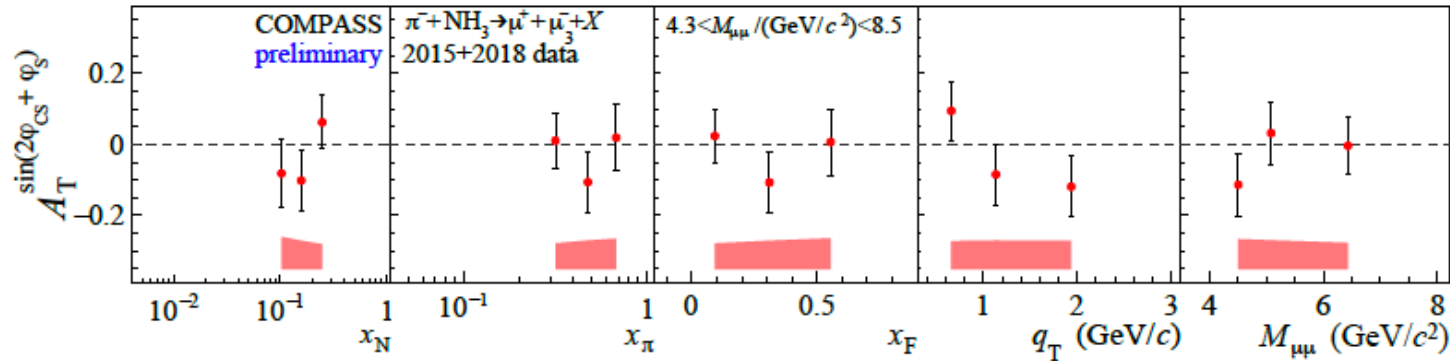 COMPASS
preliminary
π⁻+NH₃→μ⁺+μ⁻₃+X
2015+2018 data
4.3<M_μμ/(GeV/c²)<8.5
A_T^sin(2φ_CS + φ_S)
0.2
0
−0.2
10⁻² 10⁻¹ 1
x_N
10⁻¹ 1
x_π
0 0.5
x_F
1 2 3
q_T (GeV/c)
4 6 8
M_μμ (GeV/c²)